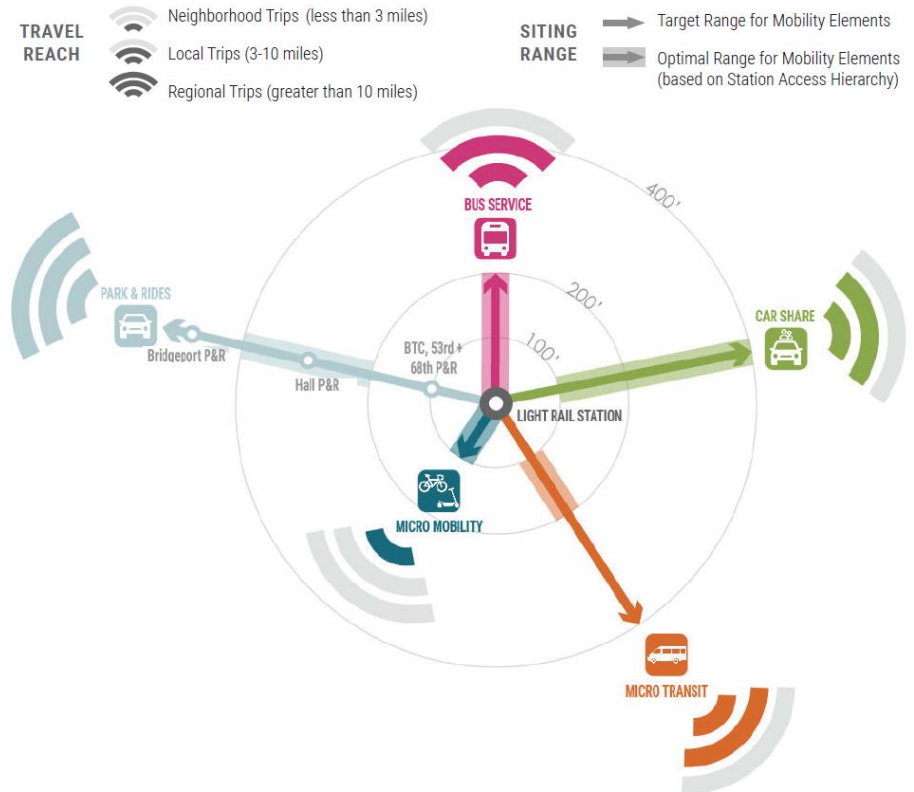 TRAVEL
REACH
Neighborhood Trips (less than 3 miles)
Local Trips (3-10 miles)
Regional Trips (greater than 10 miles)
SITING
RANGE
Target Range for Mobility Elements
Optimal Range for Mobility Elements
(based on Station Access Hierarchy)
400'
BUS SERVICE
200'
100'
PARK & RIDES
Bridgeport P&R
Hall P&R
BTC, 53rd +
68th P&R
CAR SHARE
LIGHT RAIL STATION
MICRO MOBILITY
MICRO TRANSIT